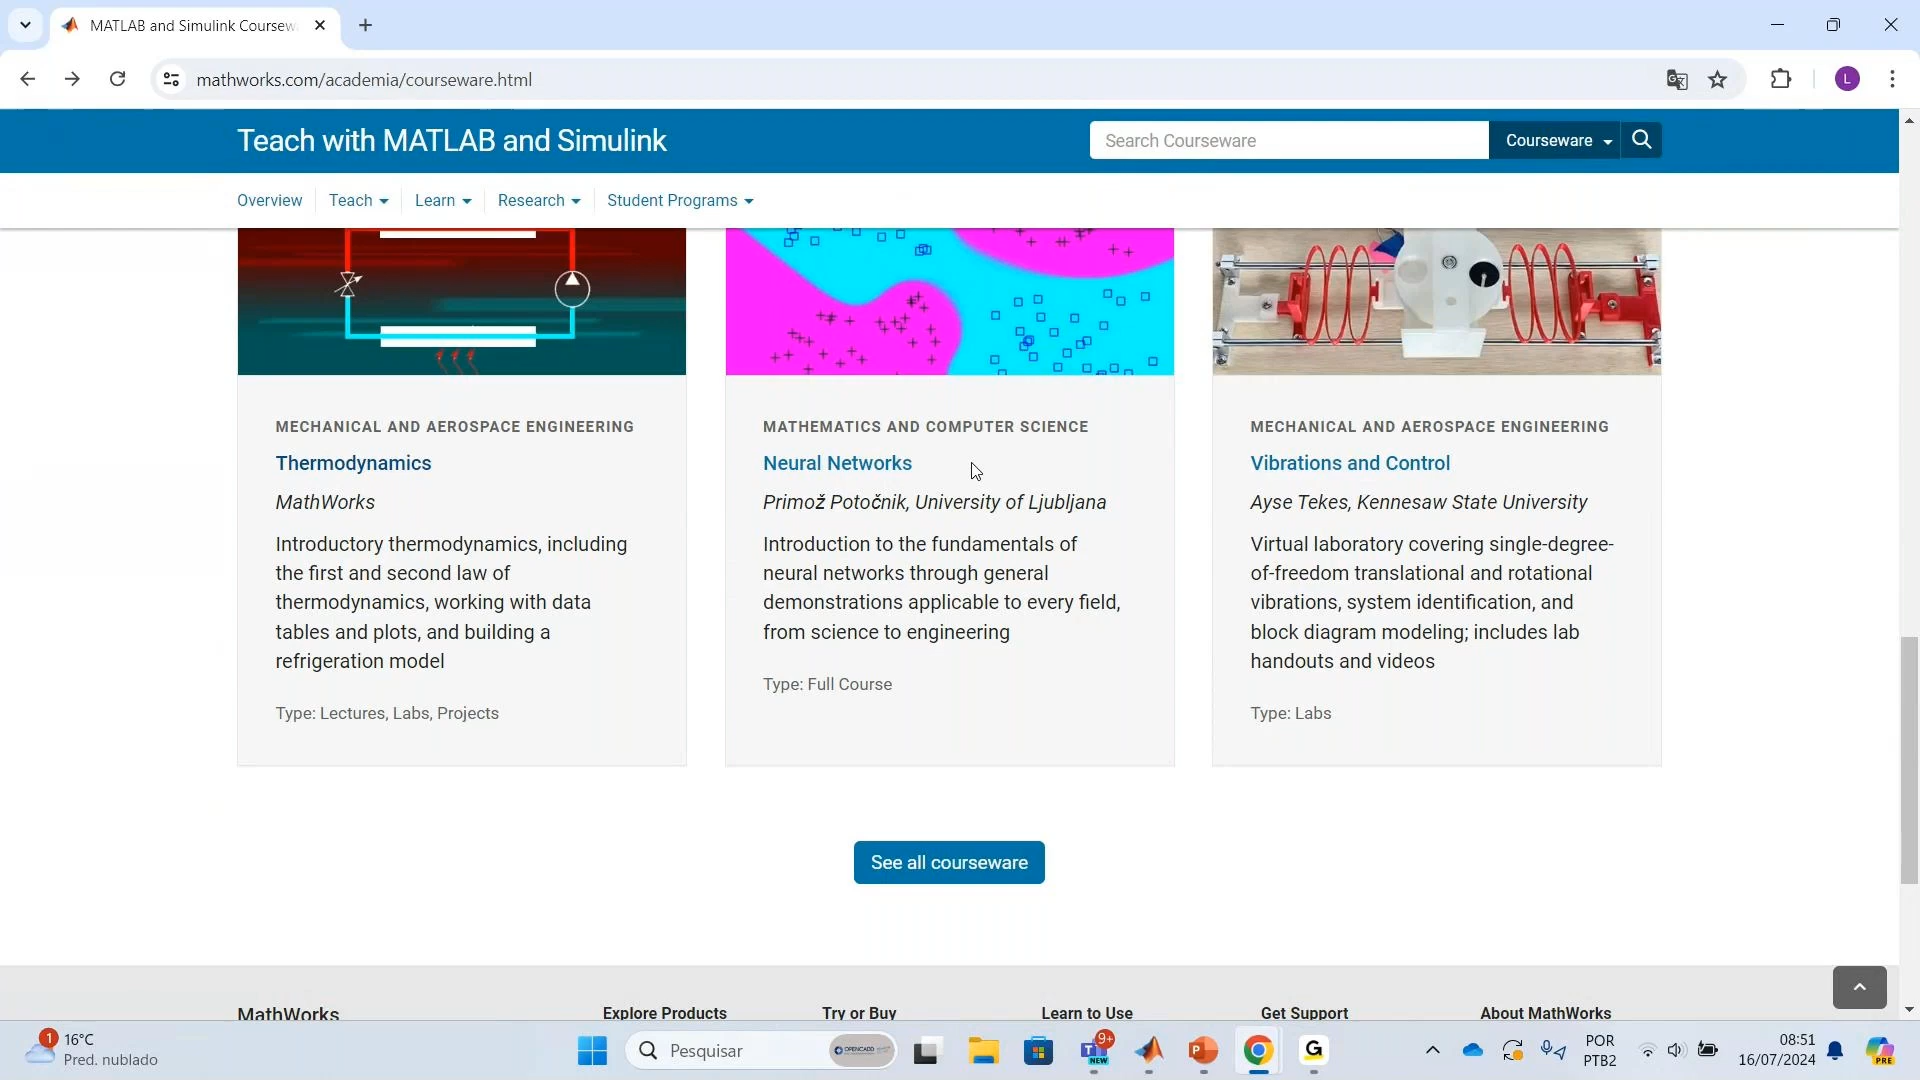 MATLAB and Simulink Coursew
mathworks.com/academia/courseware.html
L
Teach with MATLAB and Simulink
Search Courseware
Courseware
Overview
Teach
Learn
Research
Student Programs
MECHANICAL AND AEROSPACE ENGINEERING
Thermodynamics
MathWorks
Introductory thermodynamics, including
the first and second law of
thermodynamics, working with data
tables and plots, and building a
refrigeration model
Type: Lectures, Labs, Projects
MATHEMATICS AND COMPUTER SCIENCE
Neural Networks
Primož Potočnik, University of Ljubljana
Introduction to the fundamentals of
neural networks through general
demonstrations applicable to every field,
from science to engineering
Type: Full Course
MECHANICAL AND AEROSPACE ENGINEERING
Vibrations and Control
Ayse Tekes, Kennesaw State University
Virtual laboratory covering single-degree-
of-freedom translational and rotational
vibrations, system identification, and
block diagram modeling; includes lab
handouts and videos
Type: Labs
See all courseware
MathWorks
Explore Products
Try or Buy
Learn to Use
Get Support
About MathWorks
1
16°C
Pred. nublado
Pesquisar
OPENCADD
9+
NEW
P
G
POR
PTB2
08:51
16/07/2024
PRE